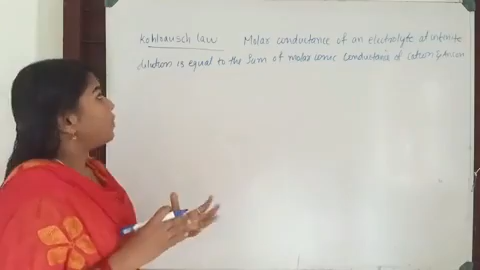 Kohlrausch law Molar conductance of an electrolyte at infinite
dilution is equal to the sum of molar ionic conductance of cation & anion